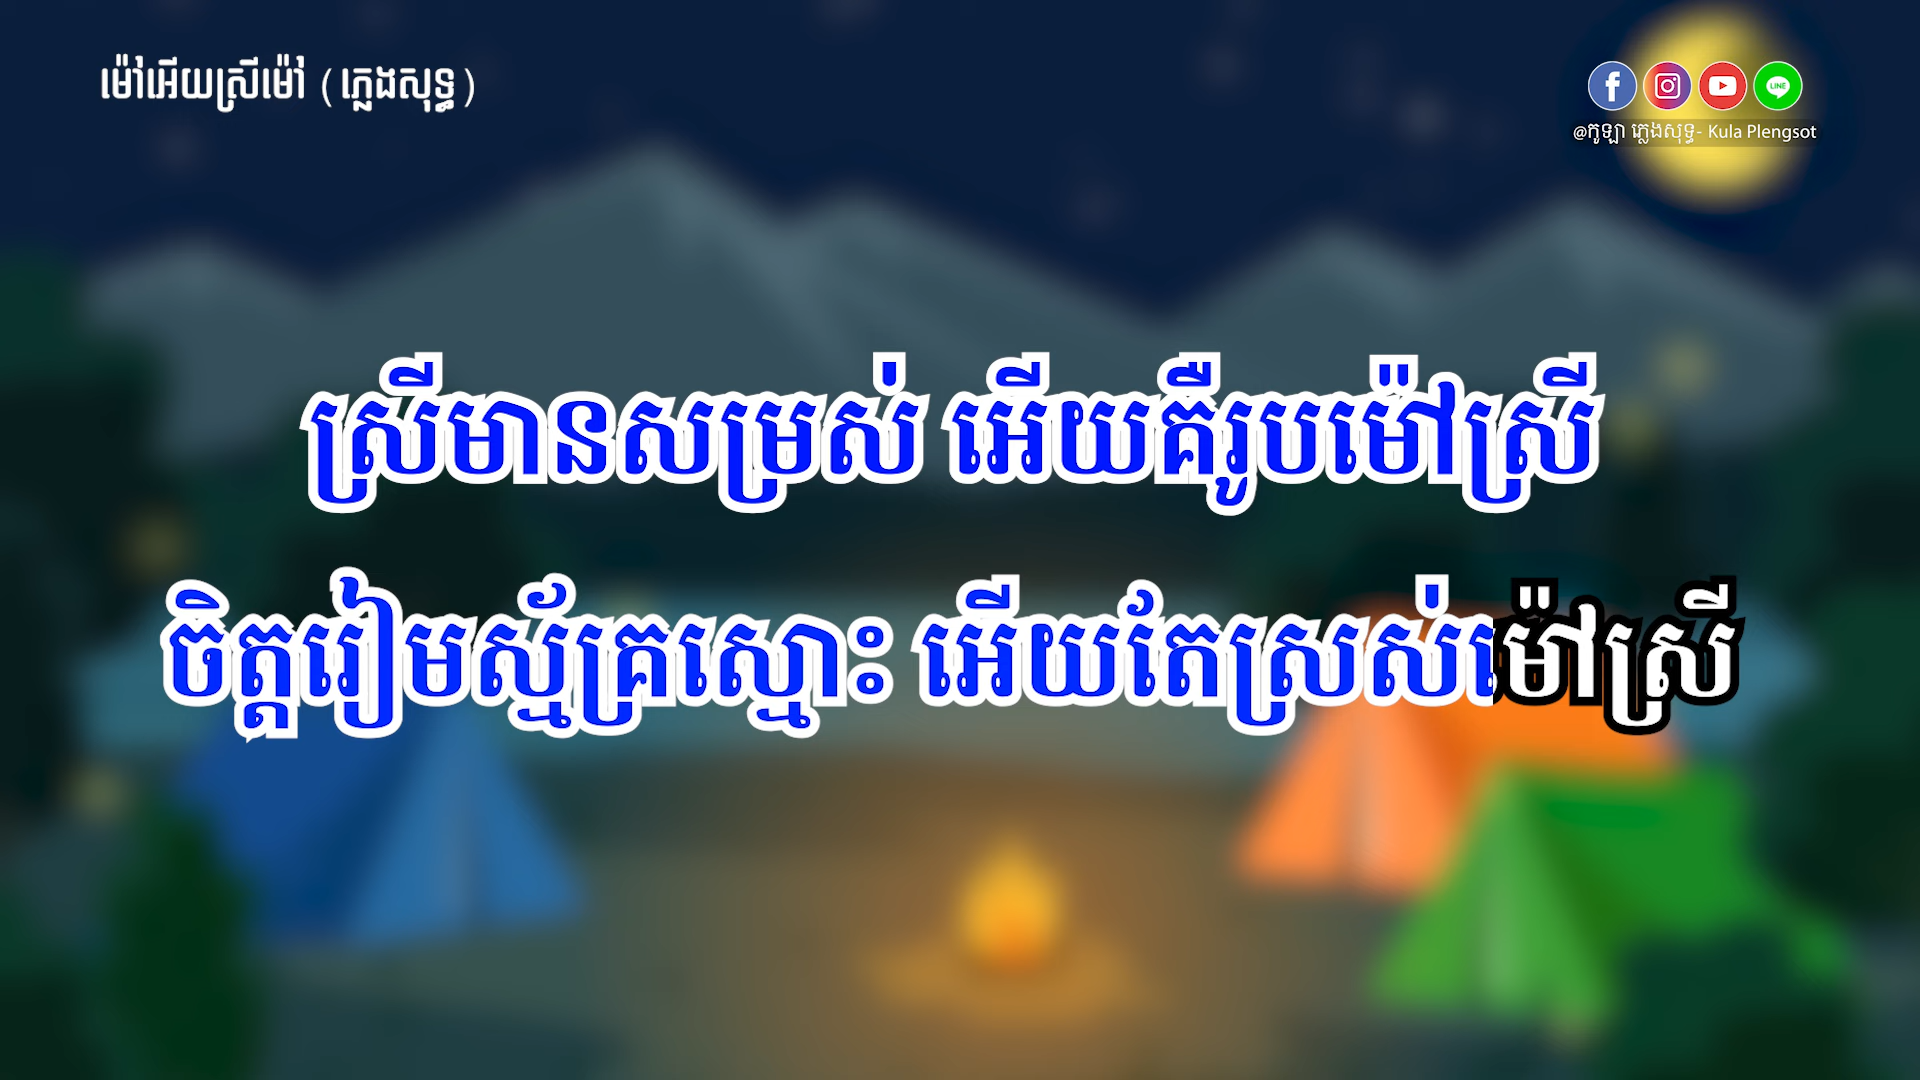 ម៉ៅអើយស្រីម៉ៅ (ភ្លេងសុទ្ធ)
LINE
@កូឡា ភ្លេងសុទ្ធ- Kula Plengsot
ស្រីមានសម្រស់ អើយគឺរូបម៉ៅស្រី
ចិត្តរៀមស្ម័គ្រស្មោះ អើយតែស្រស់ម៉ៅស្រី